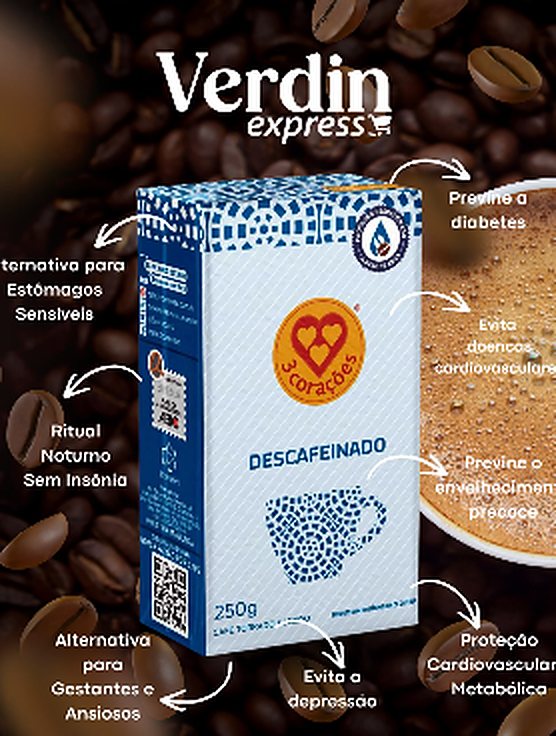 Verdin
express
Previne a
diabetes
ternativa para
Estômagos
Sensíveis
Evita
doenças
cardiovasculare
3 corações
Ritual
Noturno
Sem Insônia
DESCAFEINADO
Previne o
envelhecimen
precoce
250g
Alternativa
para
Gestantes e
Ansiosos
Evita a
depressão
Proteção
Cardiovascular
Metabólica